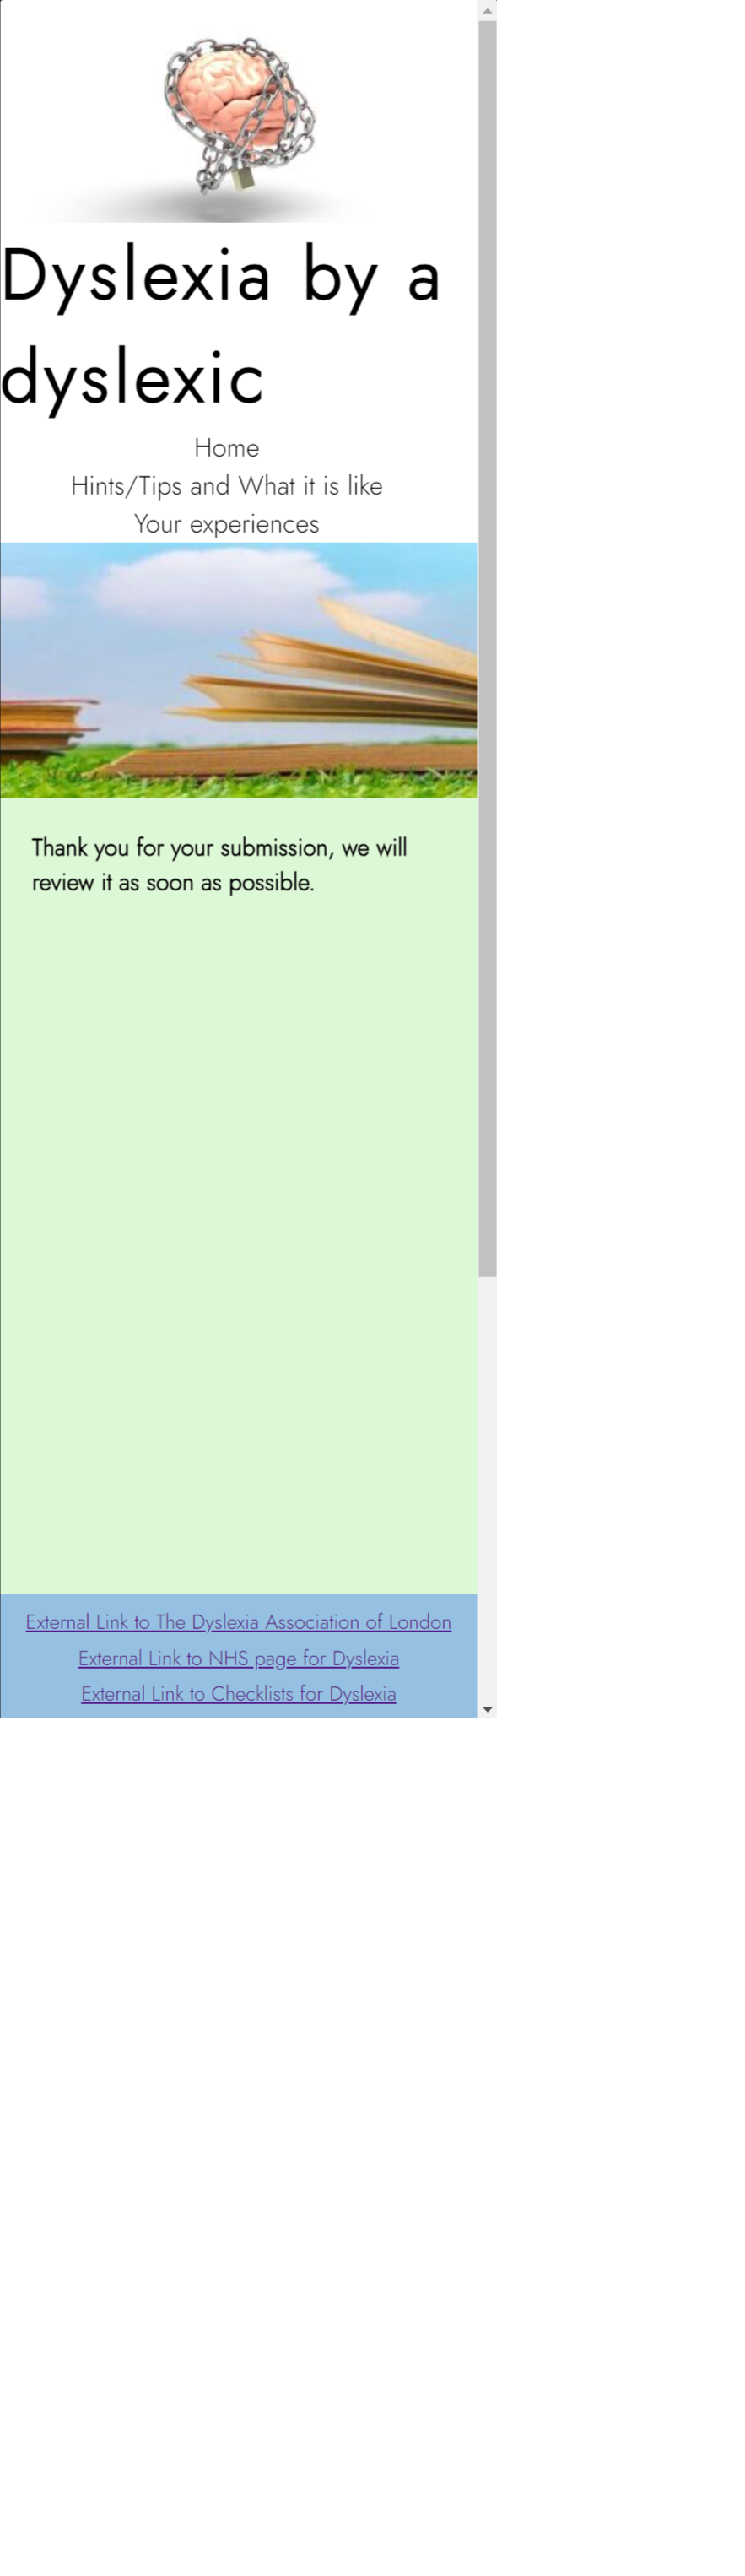 Dyslexia by a
dyslexic
Home
Hints/Tips and What it is like
Your experiences
Thank you for your submission, we will
review it as soon as possible.
External Link to The Dyslexia Association of London
External Link to NHS page for Dyslexia
External Link to Checklists for Dyslexia